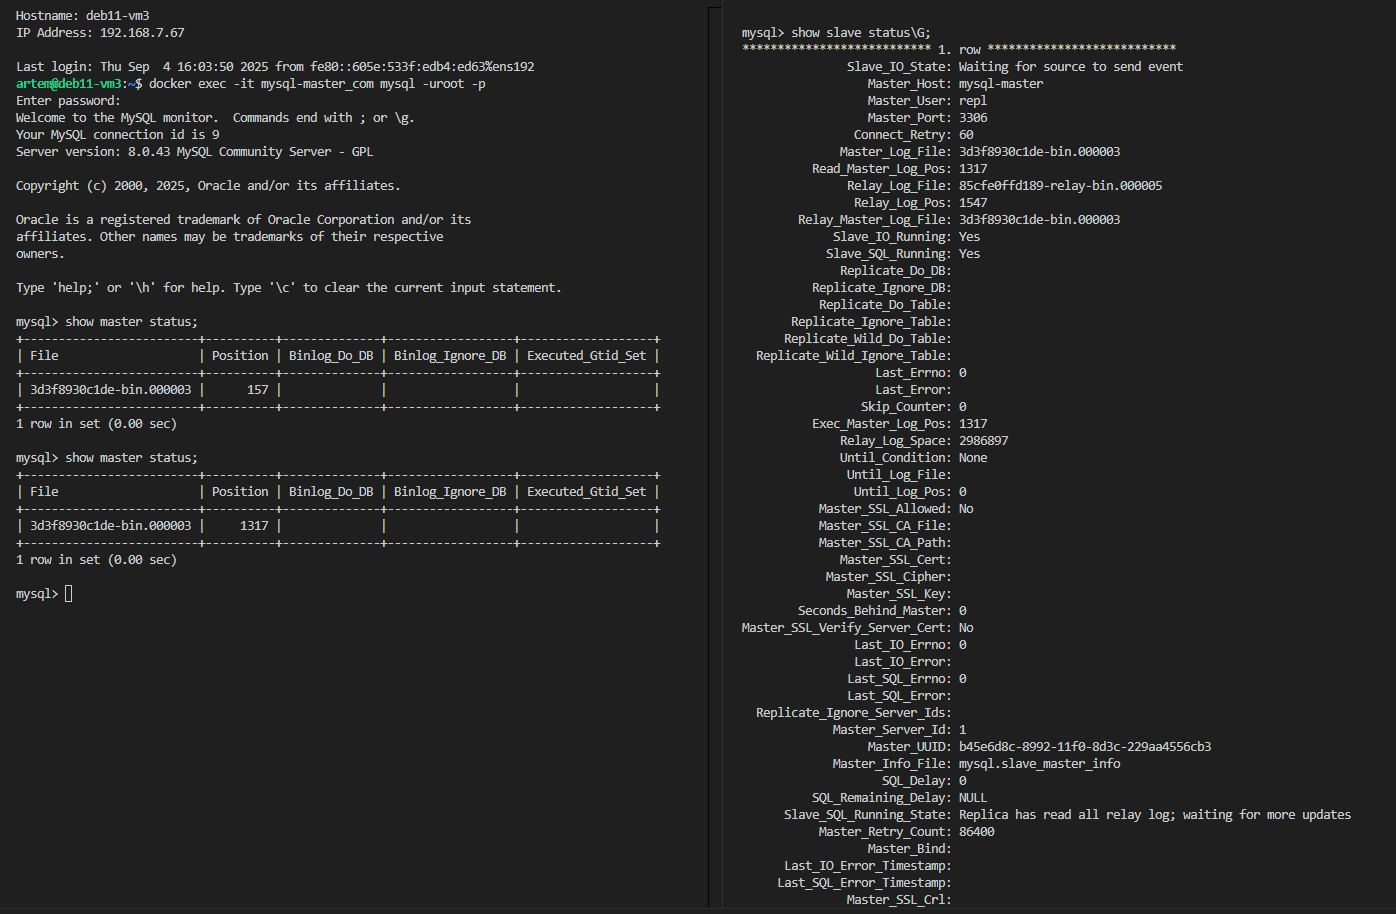 Hostname: deb11-vm3
IP Address: 192.168.7.67
Last login: Thu Sep  4 16:03:50 2025 from fe80::605e:533f:edb4:ed63%ens192
artem@deb11-vm3:~$ docker exec -it mysql-master_com mysql -uroot -p
Enter password:
Welcome to the MySQL monitor.  Commands end with ; or \g.
Your MySQL connection id is 9
Server version: 8.0.43 MySQL Community Server - GPL
Copyright (c) 2000, 2025, Oracle and/or its affiliates.
Oracle is a registered trademark of Oracle Corporation and/or its
affiliates. Other names may be trademarks of their respective
owners.
Type 'help;' or '\h' for help. Type '\c' to clear the current input statement.
mysql> show master status;
+-------------------------+----------+--------------+------------------+-------------------+
| File                    | Position | Binlog_Do_DB | Binlog_Ignore_DB | Executed_Gtid_Set |
+-------------------------+----------+--------------+------------------+-------------------+
| 3d3f8930c1de-bin.000003 |      157 |              |                  |                   |
+-------------------------+----------+--------------+------------------+-------------------+
1 row in set (0.00 sec)
mysql> show master status;
+-------------------------+----------+--------------+------------------+-------------------+
| File                    | Position | Binlog_Do_DB | Binlog_Ignore_DB | Executed_Gtid_Set |
+-------------------------+----------+--------------+------------------+-------------------+
| 3d3f8930c1de-bin.000003 |     1317 |              |                  |                   |
+-------------------------+----------+--------------+------------------+-------------------+
1 row in set (0.00 sec)
mysql>
mysql> show slave status\G;
*************************** 1. row ***************************
Slave_IO_State: Waiting for source to send event
Master_Host: mysql-master
Master_User: repl
Master_Port: 3306
Connect_Retry: 60
Master_Log_File: 3d3f8930c1de-bin.000003
Read_Master_Log_Pos: 1317
Relay_Log_File: 85cfe0ffd189-relay-bin.000005
Relay_Log_Pos: 1547
Relay_Master_Log_File: 3d3f8930c1de-bin.000003
Slave_IO_Running: Yes
Slave_SQL_Running: Yes
Replicate_Do_DB:
Replicate_Ignore_DB:
Replicate_Do_Table:
Replicate_Ignore_Table:
Replicate_Wild_Do_Table:
Replicate_Wild_Ignore_Table:
Last_Errno: 0
Last_Error:
Skip_Counter: 0
Exec_Master_Log_Pos: 1317
Relay_Log_Space: 2986897
Until_Condition: None
Until_Log_File:
Until_Log_Pos: 0
Master_SSL_Allowed: No
Master_SSL_CA_File:
Master_SSL_CA_Path:
Master_SSL_Cert:
Master_SSL_Cipher:
Master_SSL_Key:
Seconds_Behind_Master: 0
Master_SSL_Verify_Server_Cert: No
Last_IO_Errno: 0
Last_IO_Error:
Last_SQL_Errno: 0
Last_SQL_Error:
Replicate_Ignore_Server_Ids:
Master_Server_Id: 1
Master_UUID: b45e6d8c-8992-11f0-8d3c-229aa4556cb3
Master_Info_File: mysql.slave_master_info
SQL_Delay: 0
SQL_Remaining_Delay: NULL
Slave_SQL_Running_State: Replica has read all relay log; waiting for more updates
Master_Retry_Count: 86400
Master_Bind:
Last_IO_Error_Timestamp:
Last_SQL_Error_Timestamp:
Master_SSL_Crl: